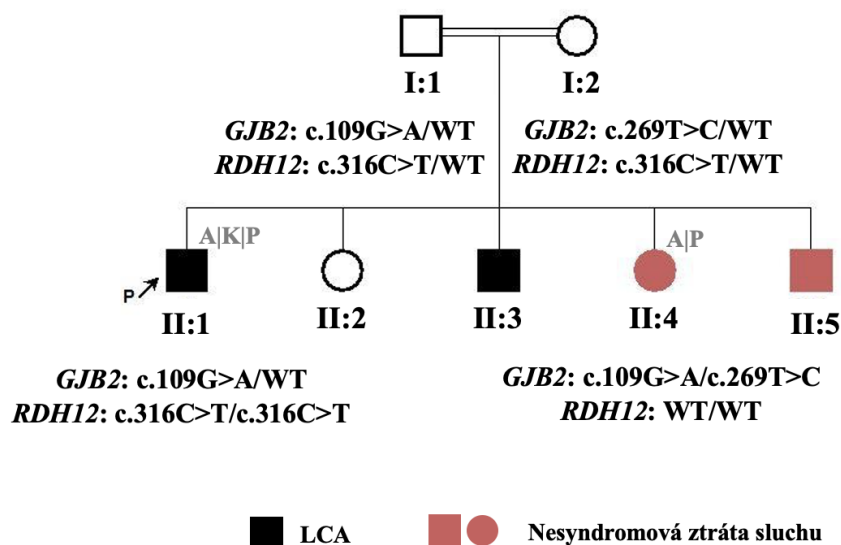 I:1 I:2
GJB2: c.109G>A/WT GJB2: c.269T>C/WT
RDH12: c.316C>T/WT RDH12: c.316C>T/WT
A|K|P A|P
P
II:1 II:2 II:3 II:4 II:5
GJB2: c.109G>A/WT GJB2: c.109G>A/c.269T>C
RDH12: c.316C>T/c.316C>T RDH12: WT/WT
LCA Nesyndromová ztráta sluchu